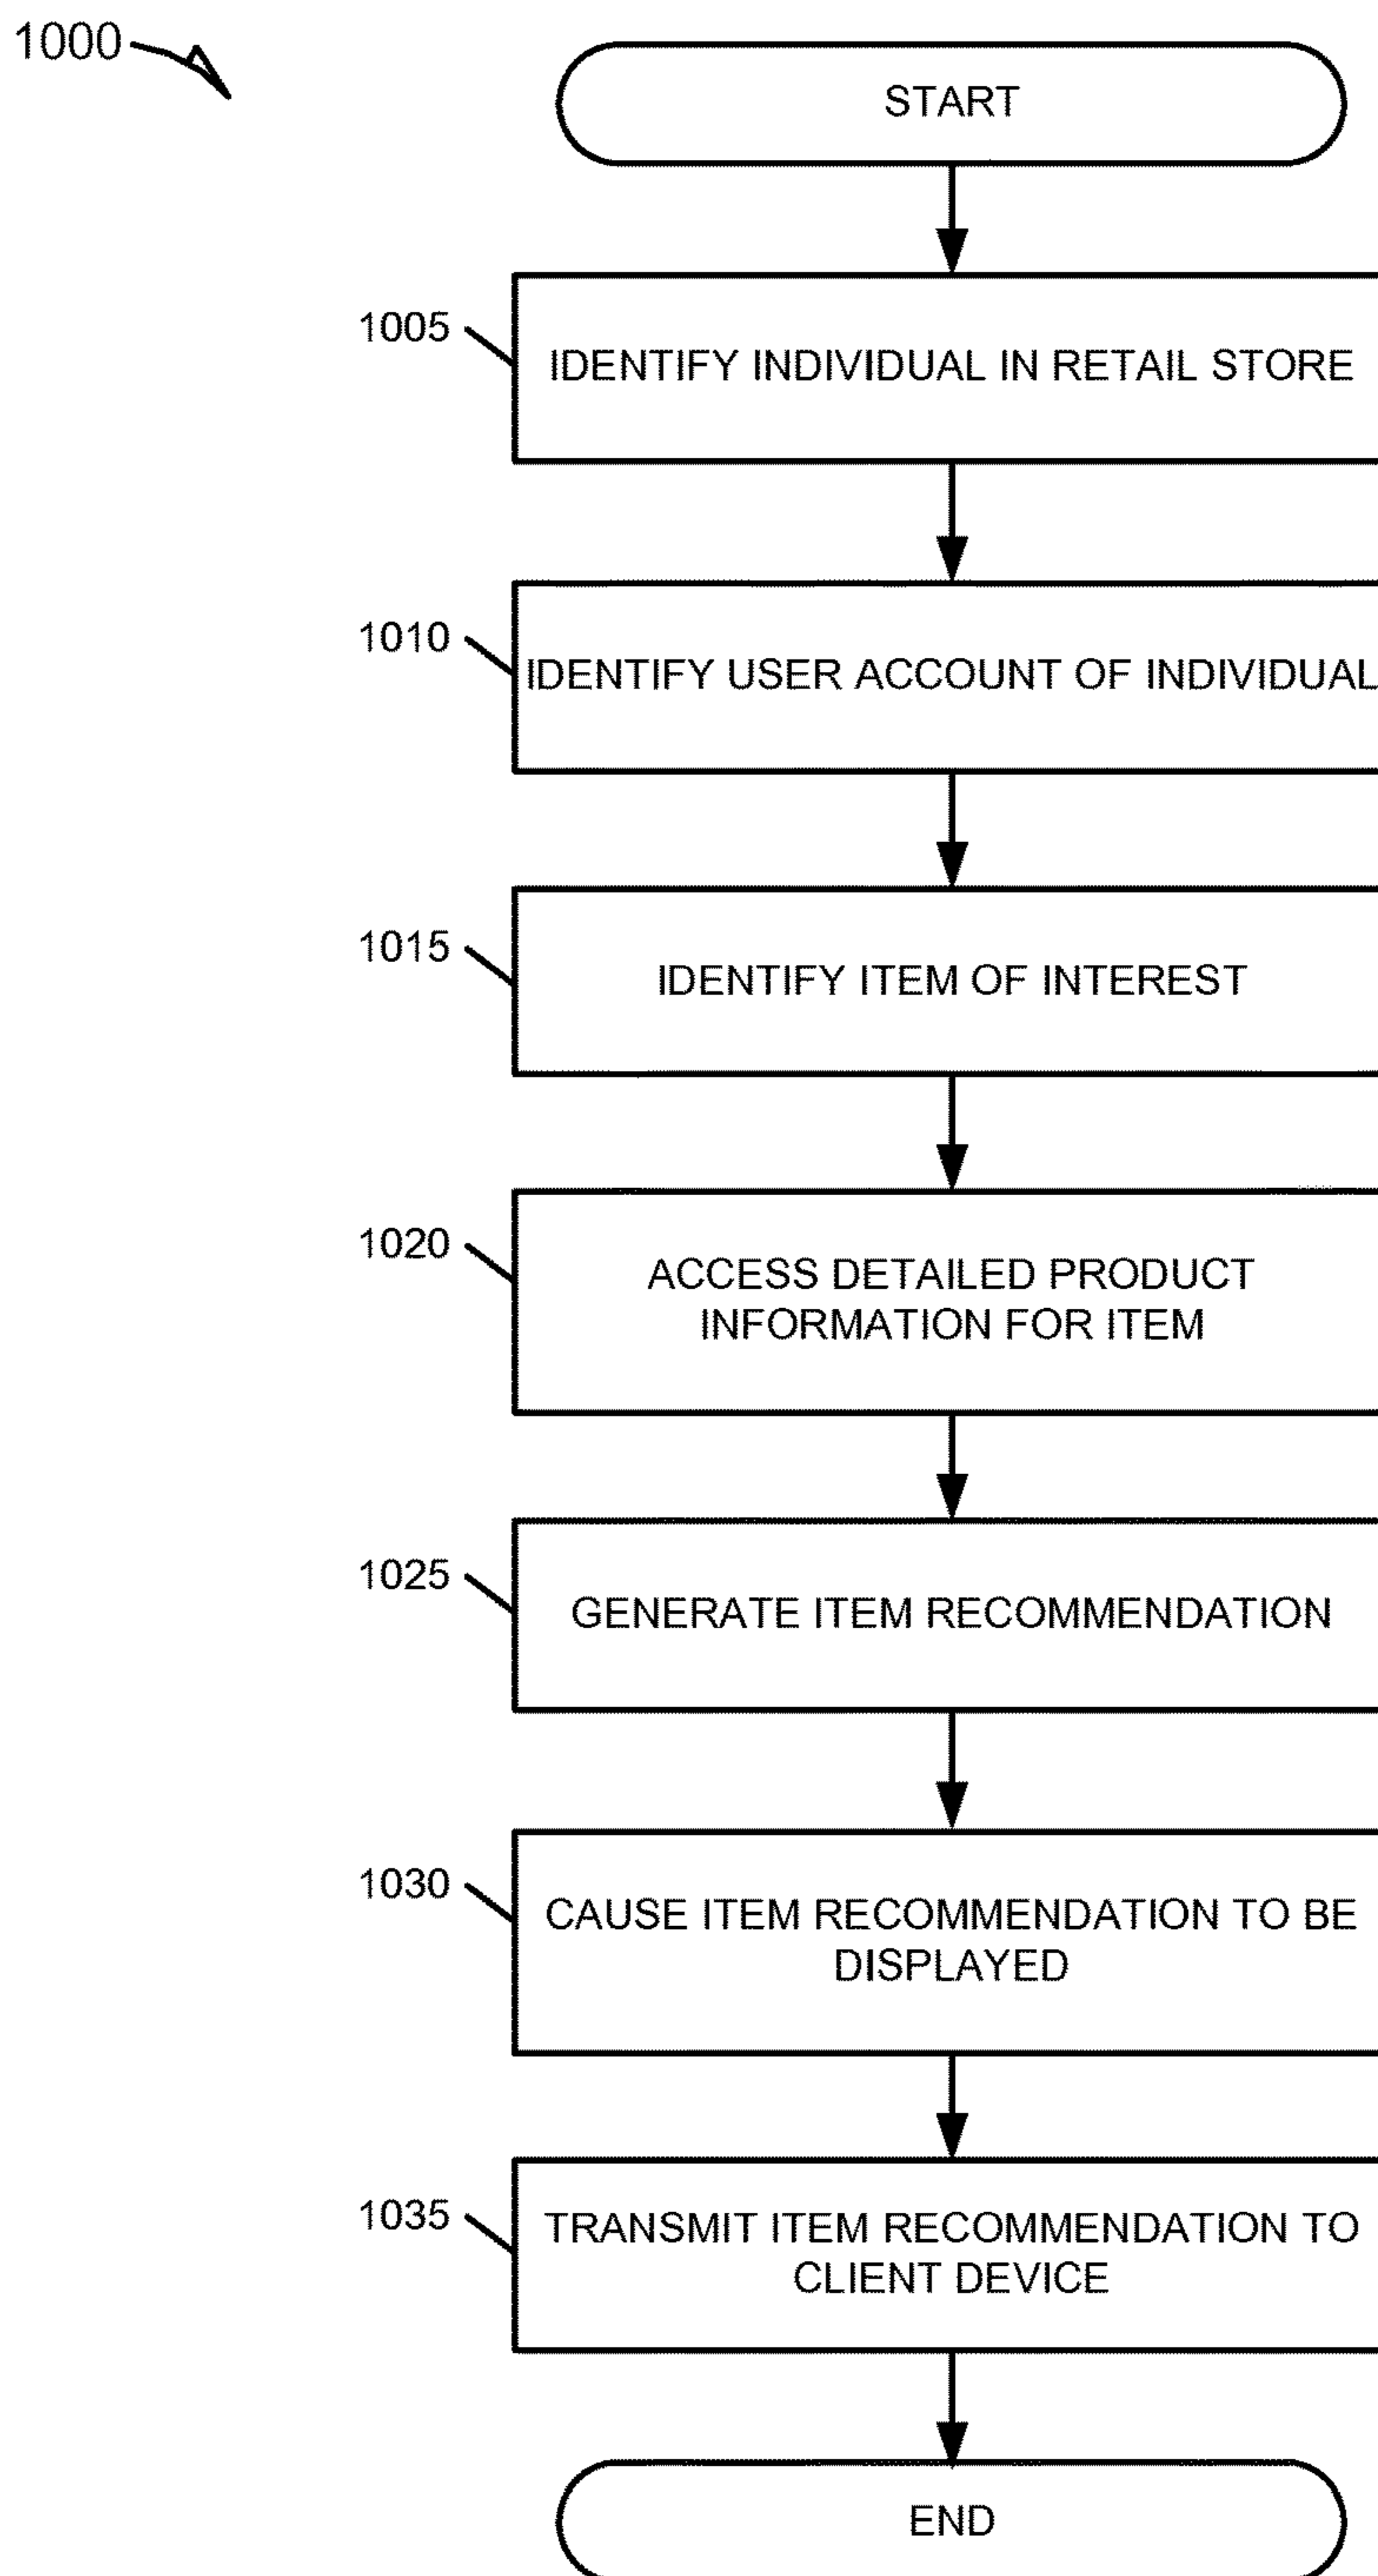 1000
START
1005
IDENTIFY INDIVIDUAL IN RETAIL STORE
1010
IDENTIFY USER ACCOUNT OF INDIVIDUAL
1015
IDENTIFY ITEM OF INTEREST
1020
ACCESS DETAILED PRODUCT
INFORMATION FOR ITEM
1025
GENERATE ITEM RECOMMENDATION
1030
CAUSE ITEM RECOMMENDATION TO BE
DISPLAYED
1035
TRANSMIT ITEM RECOMMENDATION TO
CLIENT DEVICE
END